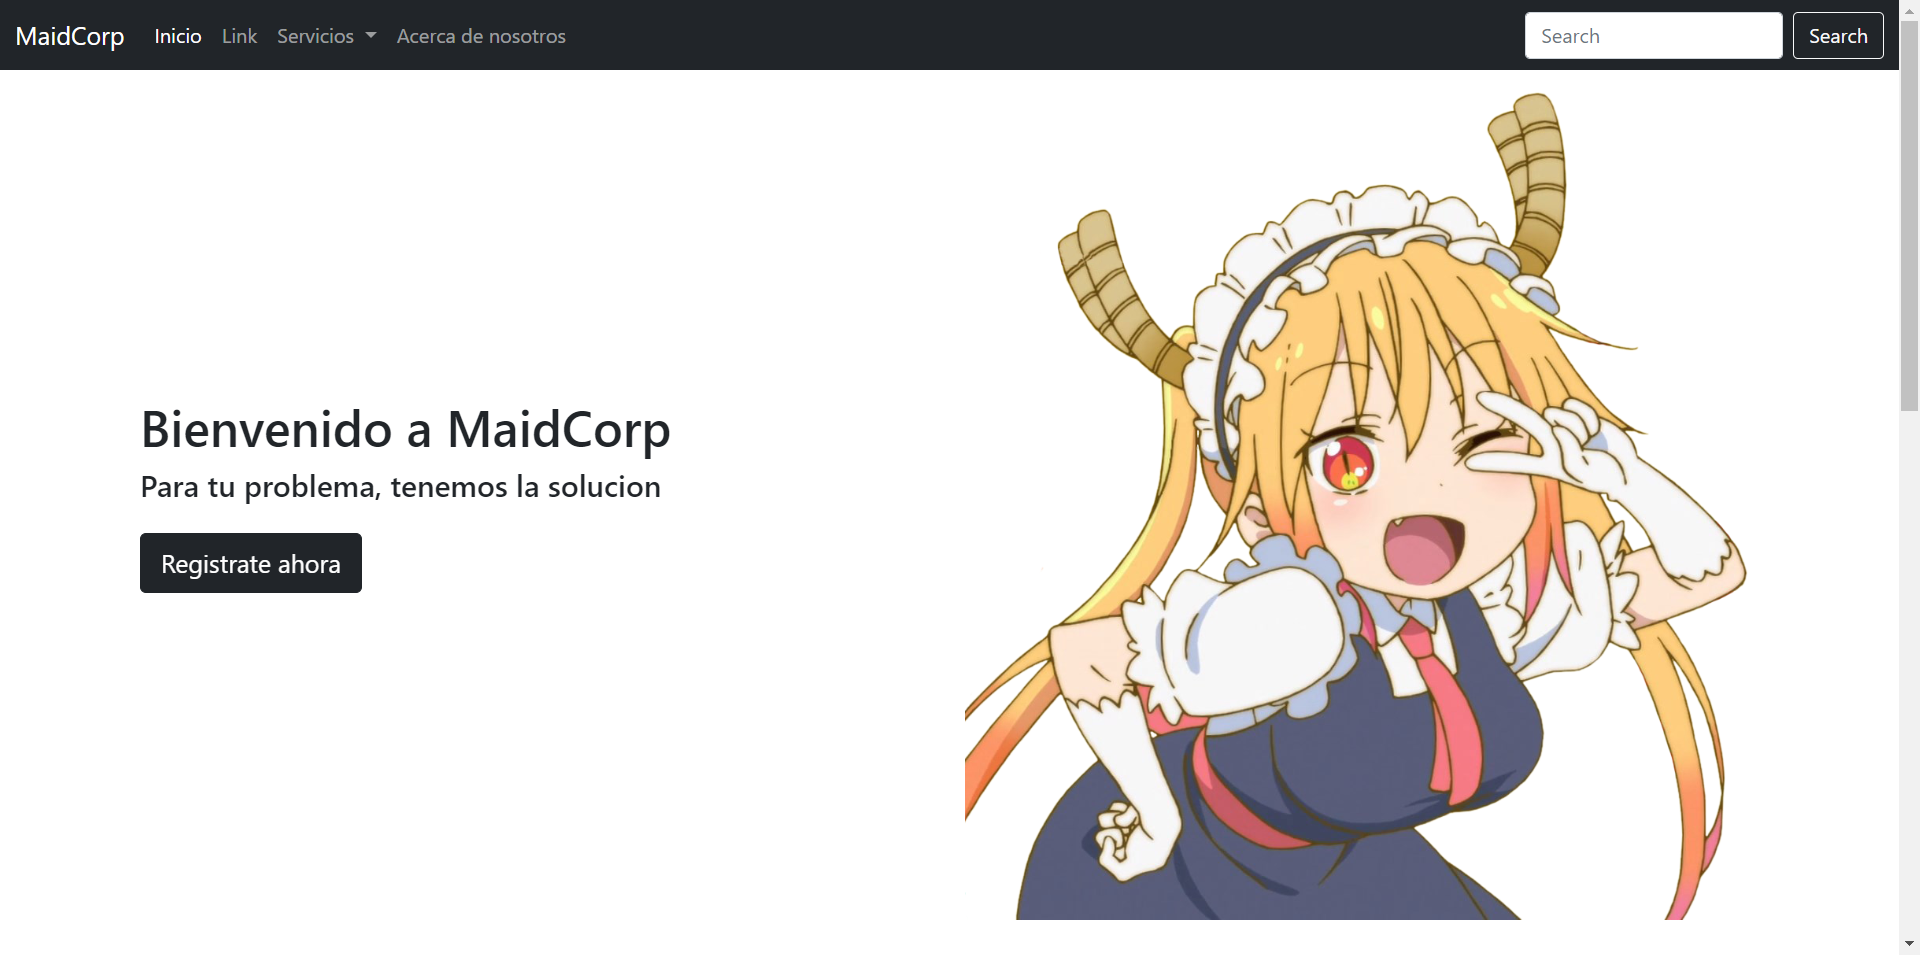 MaidCorp Inicio Link Servicios Acerca de nosotros Search Search
Bienvenido a MaidCorp
Para tu problema, tenemos la solucion
Registrate ahora